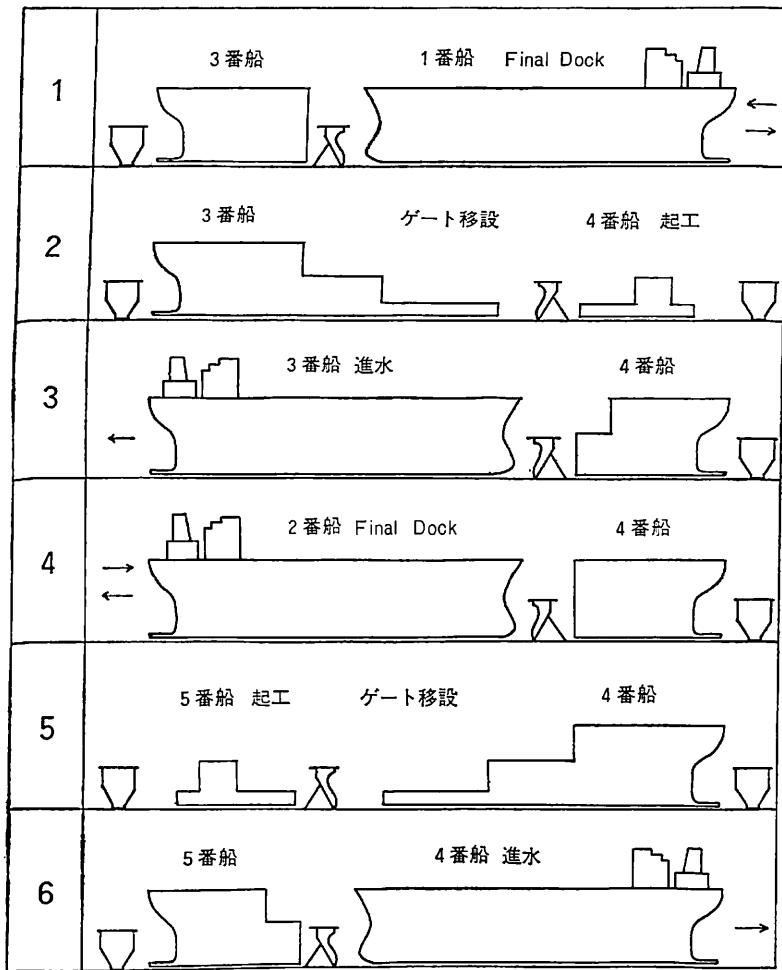 1
3番船
1番船 Final Dock
2
3番船
ゲート移設
4番船 起工
3
3番船 進水
4番船
4
2番船 Final Dock
4番船
5
5番船 起工
ゲート移設
4番船
6
5番船
4番船 進水